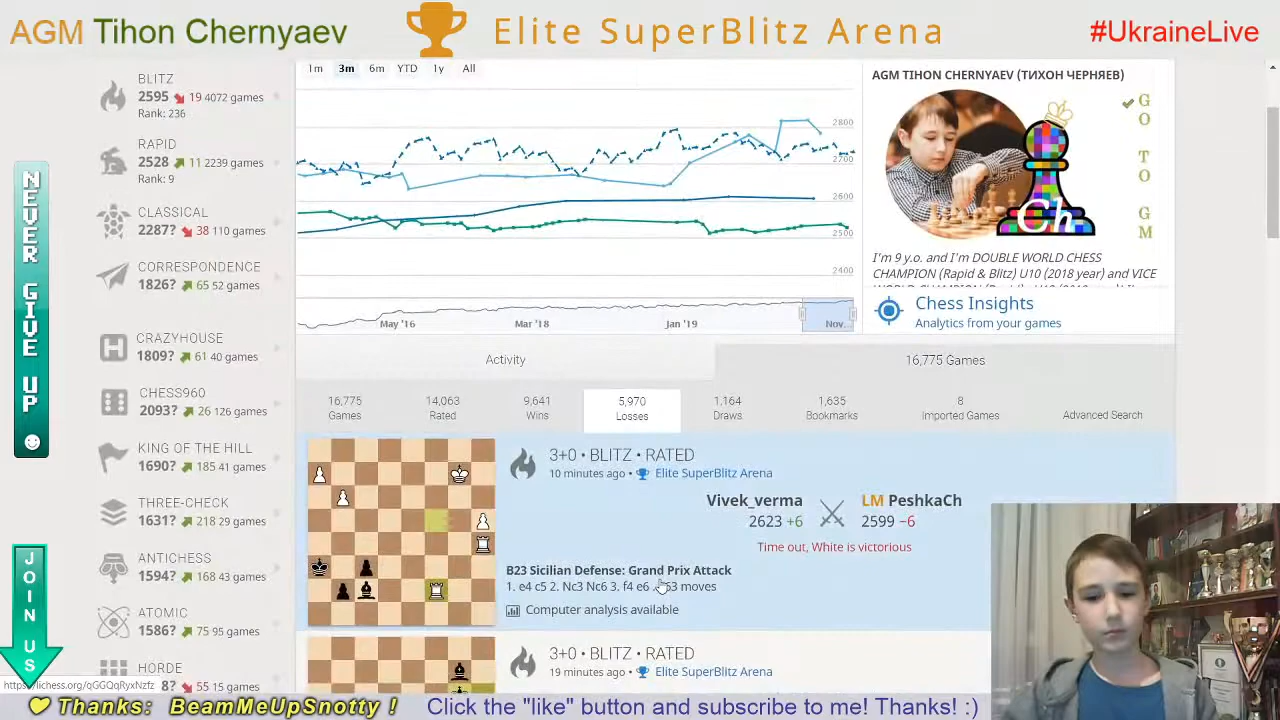 AGM Tihon Chernyaev
Elite SuperBlitz Arena
#UkraineLive
NEVER GIVE UP
JOIN US
BLITZ
2595 19 4072 games
Rank: 236
RAPID
2528 11 2239 games
Rank: 9
CLASSICAL
2287? 38 110 games
CORRESPONDENCE
1826? 65 52 games
CRAZYHOUSE
1809? 61 40 games
CHESS960
2093? 26 126 games
KING OF THE HILL
1690? 185 41 games
THREE-CHECK
1631? 218 29 games
ANTICHESS
1594? 168 43 games
ATOMIC
1586? 75 95 games
HORDE
8? 55 15 games
https://lichess.org/qGGQqRyxNzfz
1m 3m 6m YTD 1y All
2800
2700
2600
2500
2400
May '16 Mar '18 Jan '19 Nov...
AGM TIHON CHERNYAEV (ТИХОН ЧЕРНЯЕВ)
Ch
GO TO GM
I'm 9 y.o. and I'm DOUBLE WORLD CHESS
CHAMPION (Rapid & Blitz) U10 (2018 year) and VICE
Chess Insights
Analytics from your games
Activity
16,775 Games
16,775 Games
14,063 Rated
9,641 Wins
5,970 Losses
1,164 Draws
1,635 Bookmarks
8 Imported Games
Advanced Search
3+0 • BLITZ • RATED
10 minutes ago • Elite SuperBlitz Arena
Vivek_verma LM PeshkaCh
2623 +6 2599 −6
Time out, White is victorious
B23 Sicilian Defense: Grand Prix Attack
1. e4 c5 2. Nc3 Nc6 3. f4 e6 ...53 moves
Computer analysis available
3+0 • BLITZ • RATED
19 minutes ago • Elite SuperBlitz Arena
Thanks: BeamMeUpSnotty !
Click the "like" button and subscribe to me! Thanks! :)